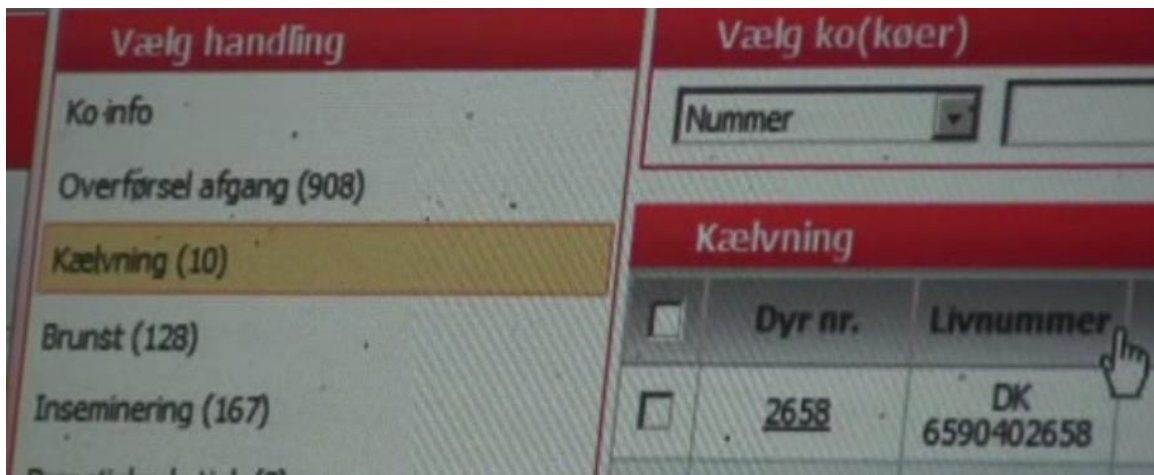 Vælg handling
Ko info
Overførsel afgang (908)
Kælvning (10)
Brunst (128)
Inseminering (167)
Vælg ko(køer)
Nummer
Kælvning
Dyr nr. Livnummer
2658 DK
6590402658